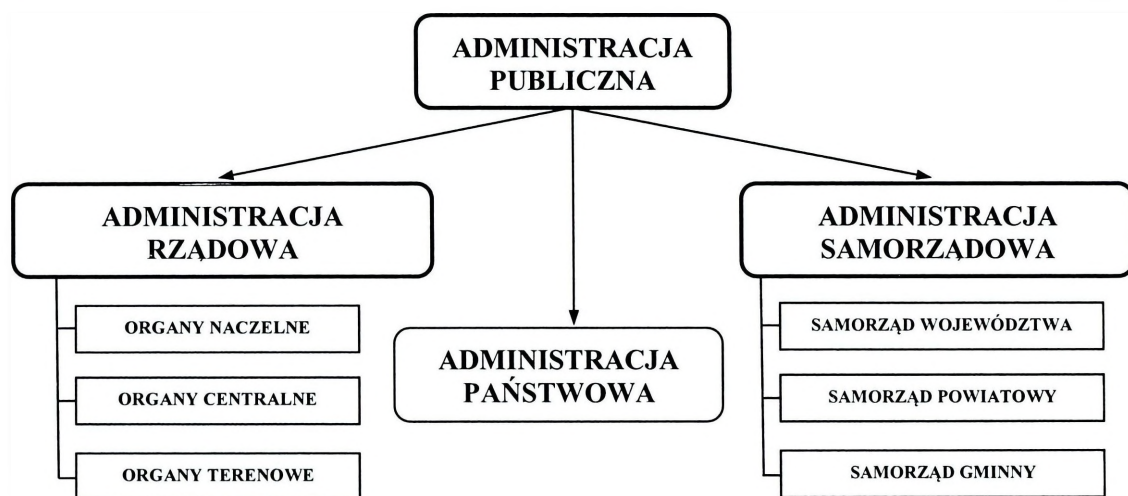 ADMINISTRACJA
PUBLICZNA
ADMINISTRACJA
RZĄDOWA
ORGANY NACZELNE
ORGANY CENTRALNE
ORGANY TERENOWE
ADMINISTRACJA
PAŃSTWOWA
ADMINISTRACJA
SAMORZĄDOWA
SAMORZĄD WOJEWÓDZTWA
SAMORZĄD POWIATOWY
SAMORZĄD GMINNY